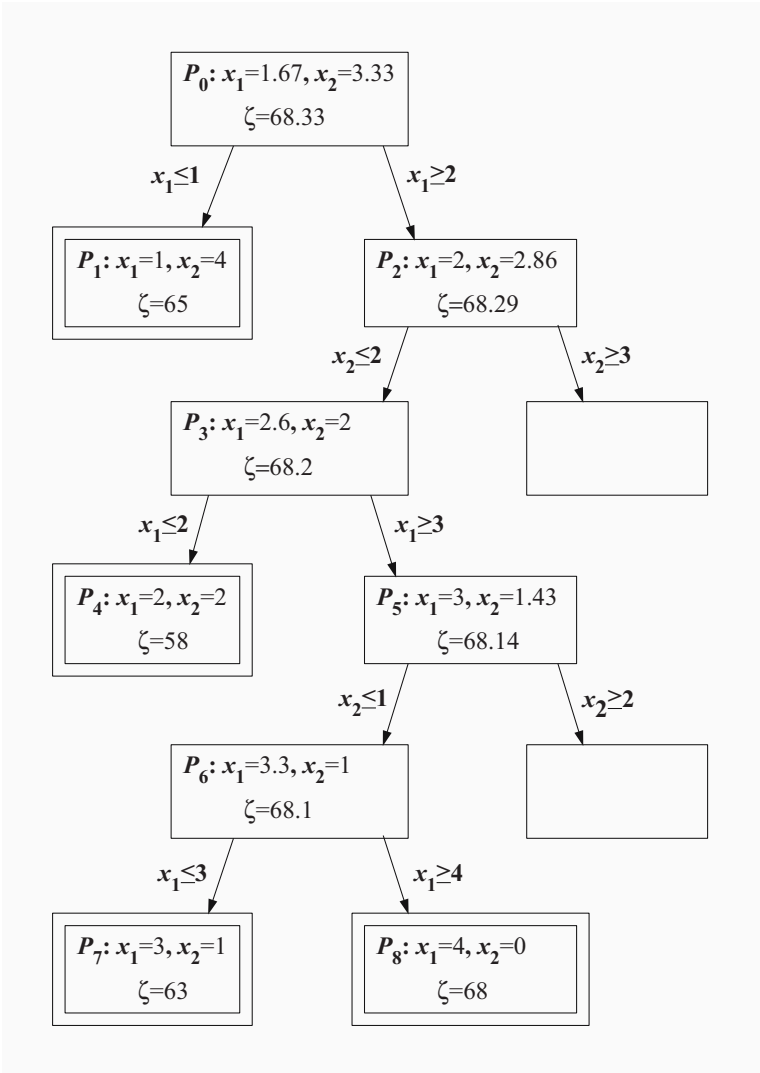 P0: x1=1.67, x2=3.33
ζ=68.33
x1≤1
x1≥2
P1: x1=1, x2=4
ζ=65
P2: x1=2, x2=2.86
ζ=68.29
x2≤2
x2≥3
P3: x1=2.6, x2=2
ζ=68.2
x1≤2
x1≥3
P4: x1=2, x2=2
ζ=58
P5: x1=3, x2=1.43
ζ=68.14
x2≤1
x2≥2
P6: x1=3.3, x2=1
ζ=68.1
x1≤3
x1≥4
P7: x1=3, x2=1
ζ=63
P8: x1=4, x2=0
ζ=68